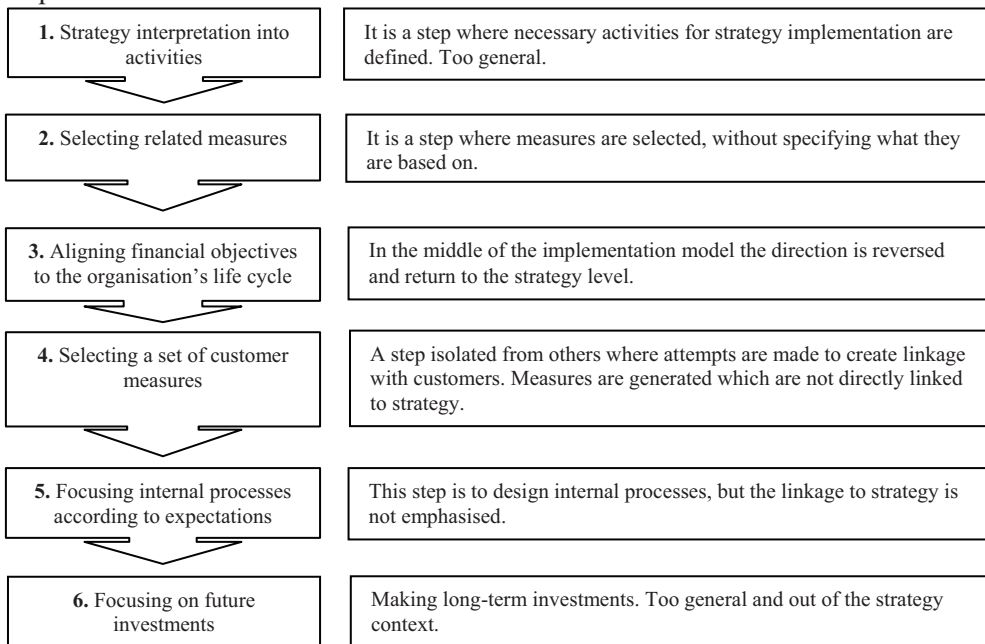 1. Strategy interpretation into
activities
It is a step where necessary activities for strategy implementation are
defined. Too general.
2. Selecting related measures
It is a step where measures are selected, without specifying what they
are based on.
3. Aligning financial objectives
to the organisation's life cycle
In the middle of the implementation model the direction is reversed
and return to the strategy level.
4. Selecting a set of customer
measures
A step isolated from others where attempts are made to create linkage
with customers. Measures are generated which are not directly linked
to strategy.
5. Focusing internal processes
according to expectations
This step is to design internal processes, but the linkage to strategy is
not emphasised.
6. Focusing on future
investments
Making long-term investments. Too general and out of the strategy
context.